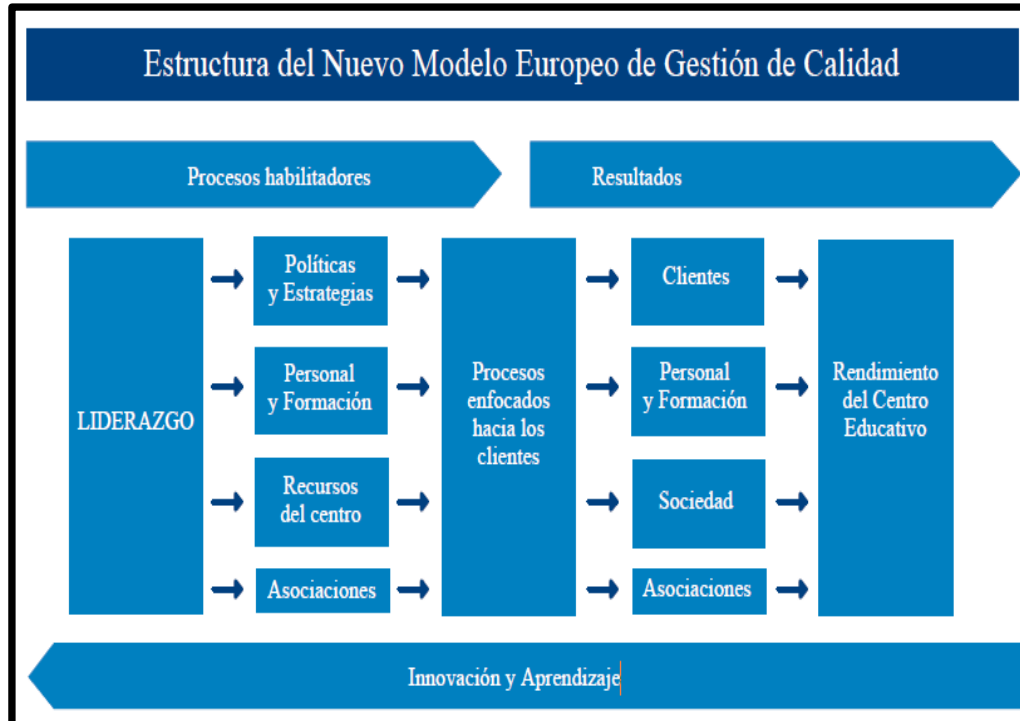 Estructura del Nuevo Modelo Europeo de Gestión de Calidad
Procesos habilitadores
Resultados
LIDERAZGO
Políticas
y Estrategias
Personal
y Formación
Recursos
del centro
Asociaciones
Procesos
enfocados
hacia los
clientes
Clientes
Personal
y Formación
Sociedad
Asociaciones
Rendimiento
del Centro
Educativo
Innovación y Aprendizaje